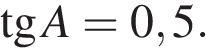 tg A = 0,5.